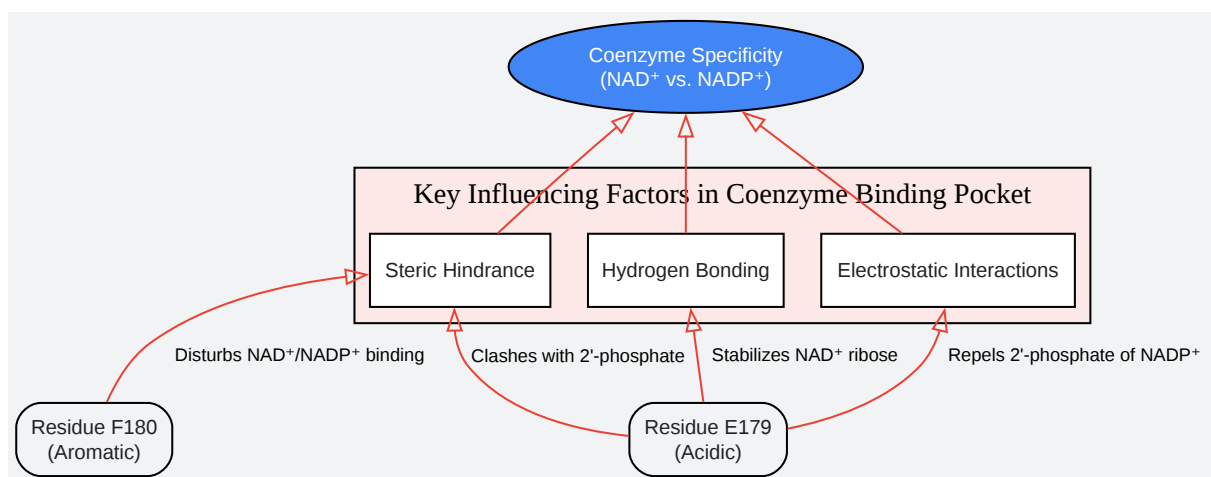 Coenzyme Specificity
(NAD⁺ vs. NADP⁺)
Key Influencing Factors in Coenzyme Binding Pocket
Steric Hindrance
Hydrogen Bonding
Electrostatic Interactions
Disturbs NAD⁺/NADP⁺ binding
Clashes with 2'-phosphate
Stabilizes NAD⁺ ribose
Repels 2'-phosphate of NADP⁺
Residue F180
(Aromatic)
Residue E179
(Acidic)